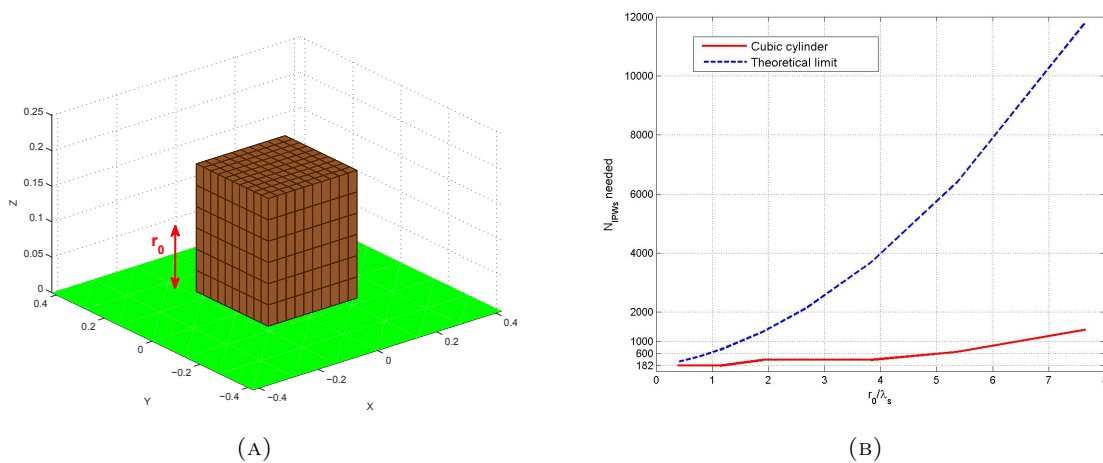 0.25
0.2
0.15
0.1
0.05
0
Z
r0
0.4
0.2
0
−0.2
−0.4
Y
−0.4
−0.2
0
0.2
0.4
X
(A)
12000
10000
8000
6000
4000
2000
1000
600
182
N_IPWs needed
Cubic cylinder
Theoretical limit
0 1 2 3 4 5 6 7
r0/λs
(B)